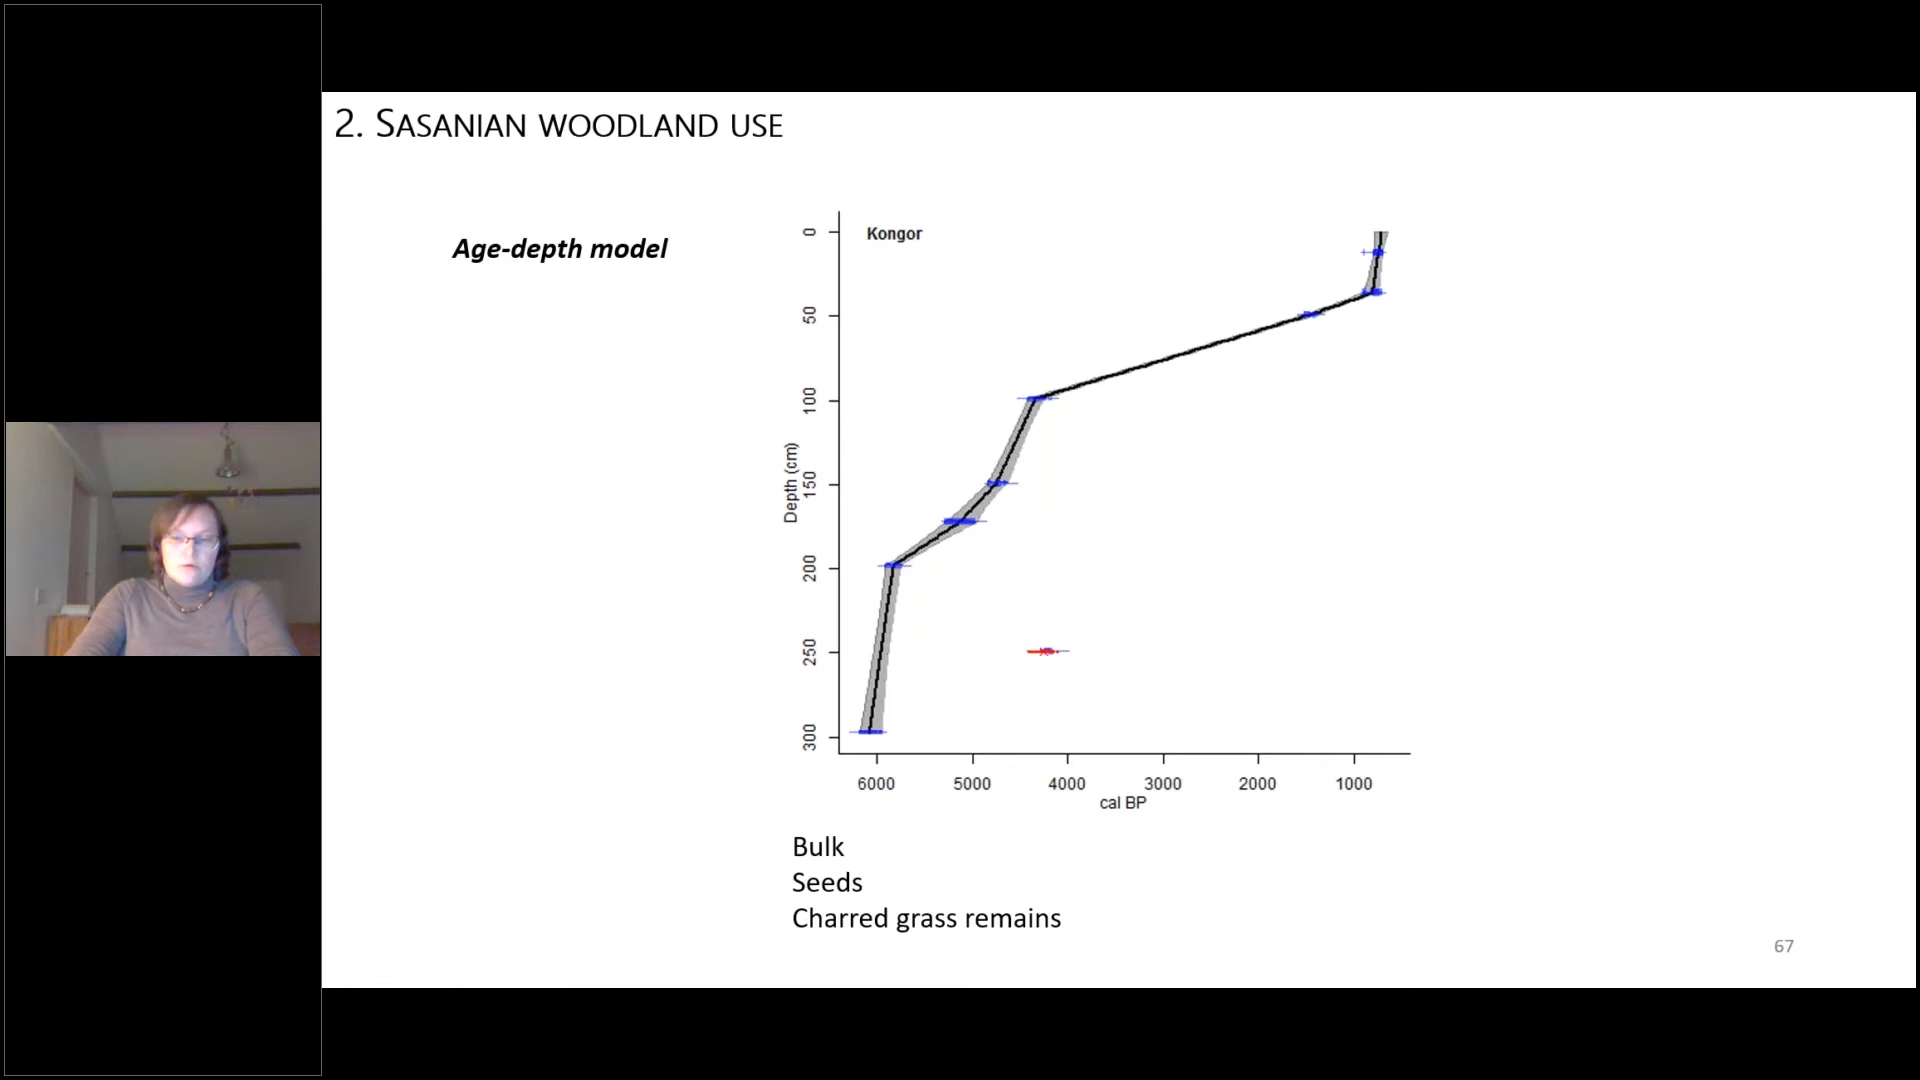 2. SASANIAN WOODLAND USE
Age-depth model
Kongor
0
50
100
150
200
250
300
Depth (cm)
6000 5000 4000 3000 2000 1000
cal BP
Bulk
Seeds
Charred grass remains
67